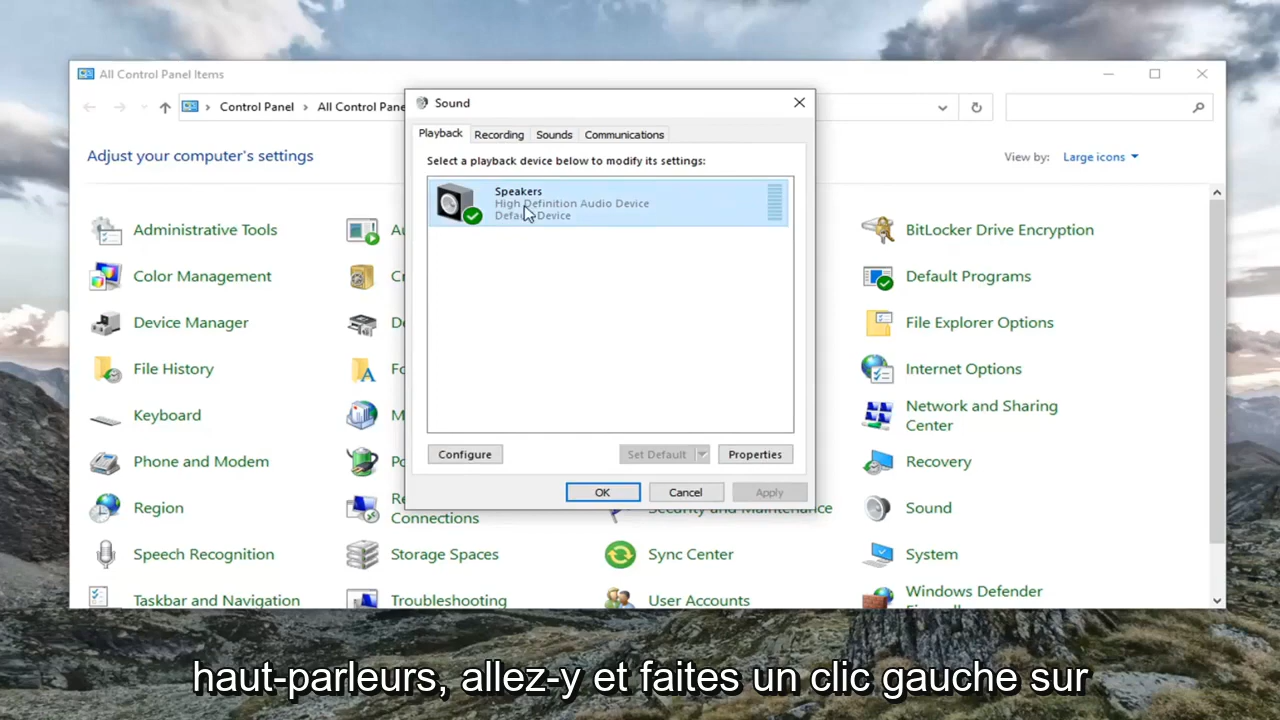 All Control Panel Items
Control Panel
All Control Pane
Adjust your computer's settings
View by:
Large icons
Sound
Playback
Recording
Sounds
Communications
Select a playback device below to modify its settings:
Speakers
High Definition Audio Device
Default Device
Configure
Set Default
Properties
OK
Cancel
Apply
Administrative Tools
BitLocker Drive Encryption
Color Management
Default Programs
Device Manager
File Explorer Options
File History
Internet Options
Keyboard
Network and Sharing
Center
Phone and Modem
Recovery
Region
Connections
Security and Maintenance
Sound
Speech Recognition
Storage Spaces
Sync Center
System
Taskbar and Navigation
Troubleshooting
User Accounts
Windows Defender
haut-parleurs, allez-y et faites un clic gauche sur